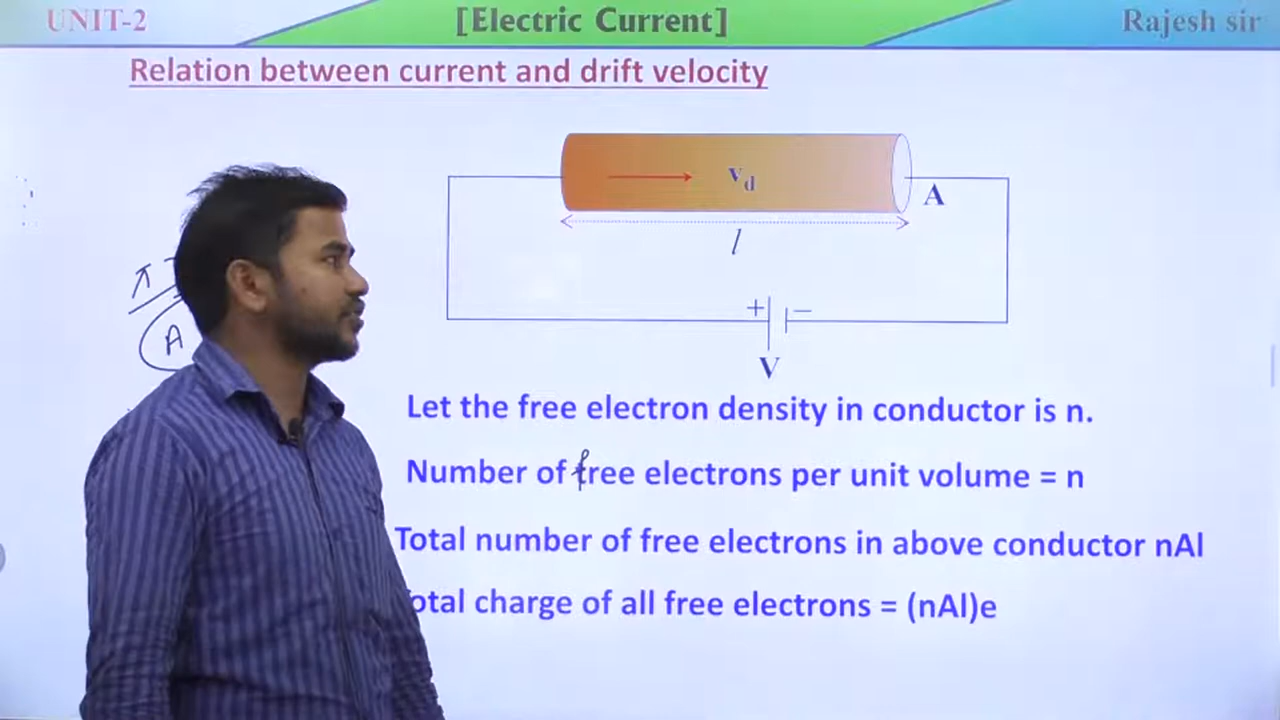 UNIT-2
[Electric Current]
Rajesh sir
Relation between current and drift velocity
v_d
A
l
+ −
V
A
Let the free electron density in conductor is n.
Number of free electrons per unit volume = n
Total number of free electrons in above conductor nAl
otal charge of all free electrons = (nAl)e